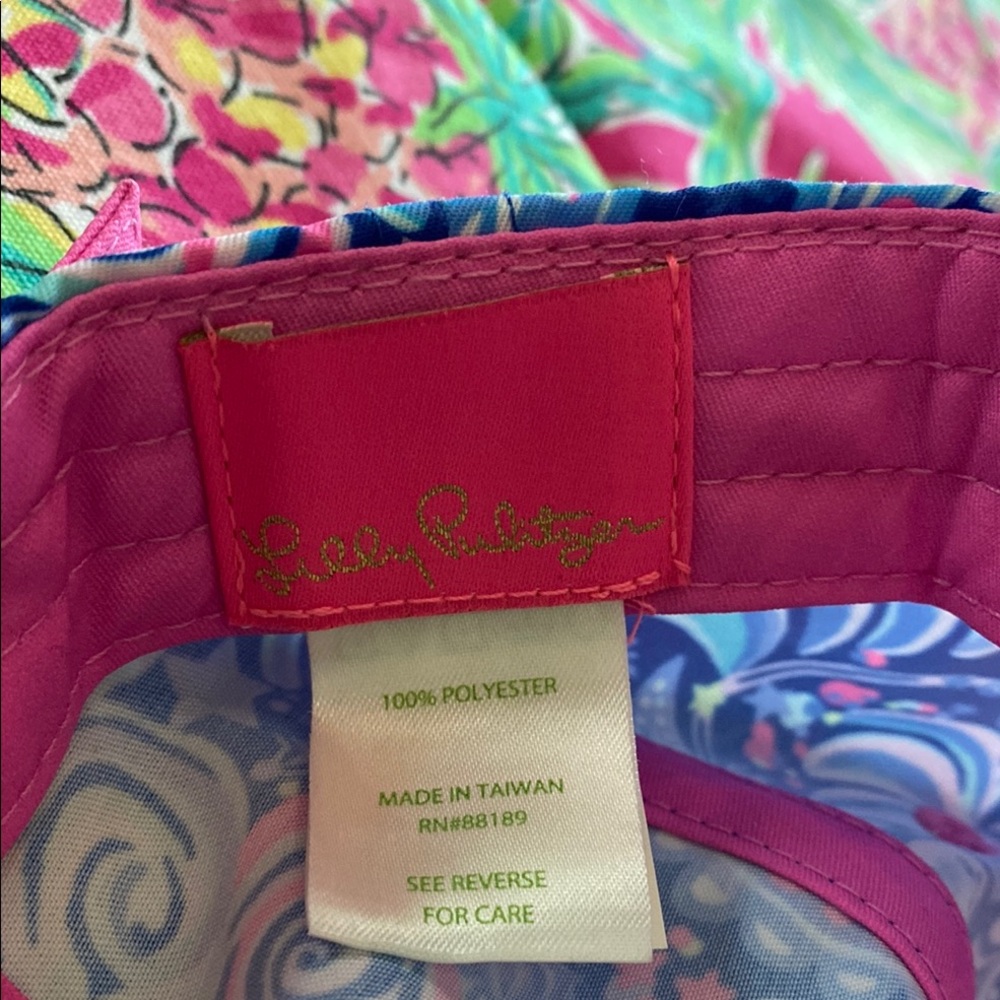 Lilly Pulitzer
100% POLYESTER
MADE IN TAIWAN
RN#88189
SEE REVERSE
FOR CARE